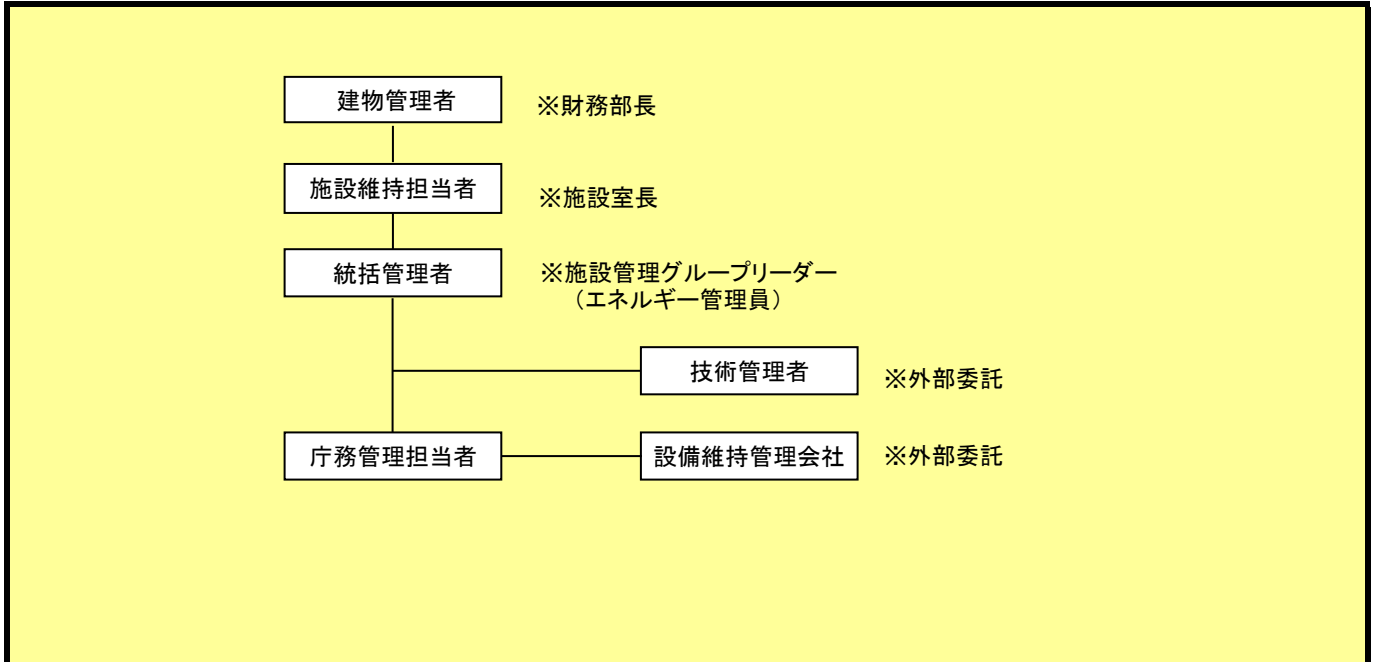 建物管理者
※財務部長
施設維持担当者
※施設室長
統括管理者
※施設管理グループリーダー
（エネルギー管理員）
技術管理者
※外部委託
庁務管理担当者
設備維持管理会社
※外部委託